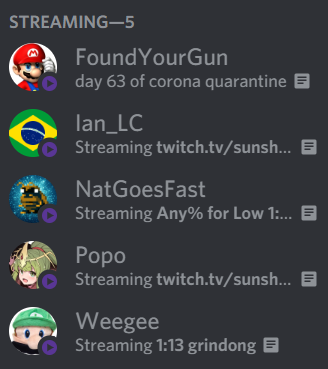 STREAMING—5
FoundYourGun
day 63 of corona quarantine
Ian_LC
Streaming twitch.tv/sunsh...
NatGoesFast
Streaming Any% for Low 1:...
Popo
Streaming twitch.tv/sunsh...
Weegee
Streaming 1:13 grindong